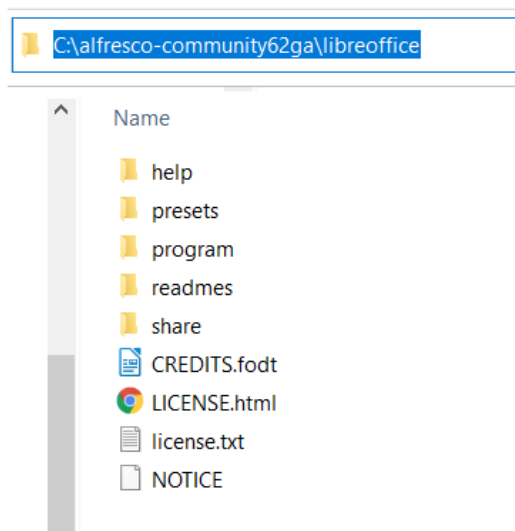 C:\alfresco-community62ga\libreoffice
Name
help
presets
program
readmes
share
CREDITS.fodt
LICENSE.html
license.txt
NOTICE